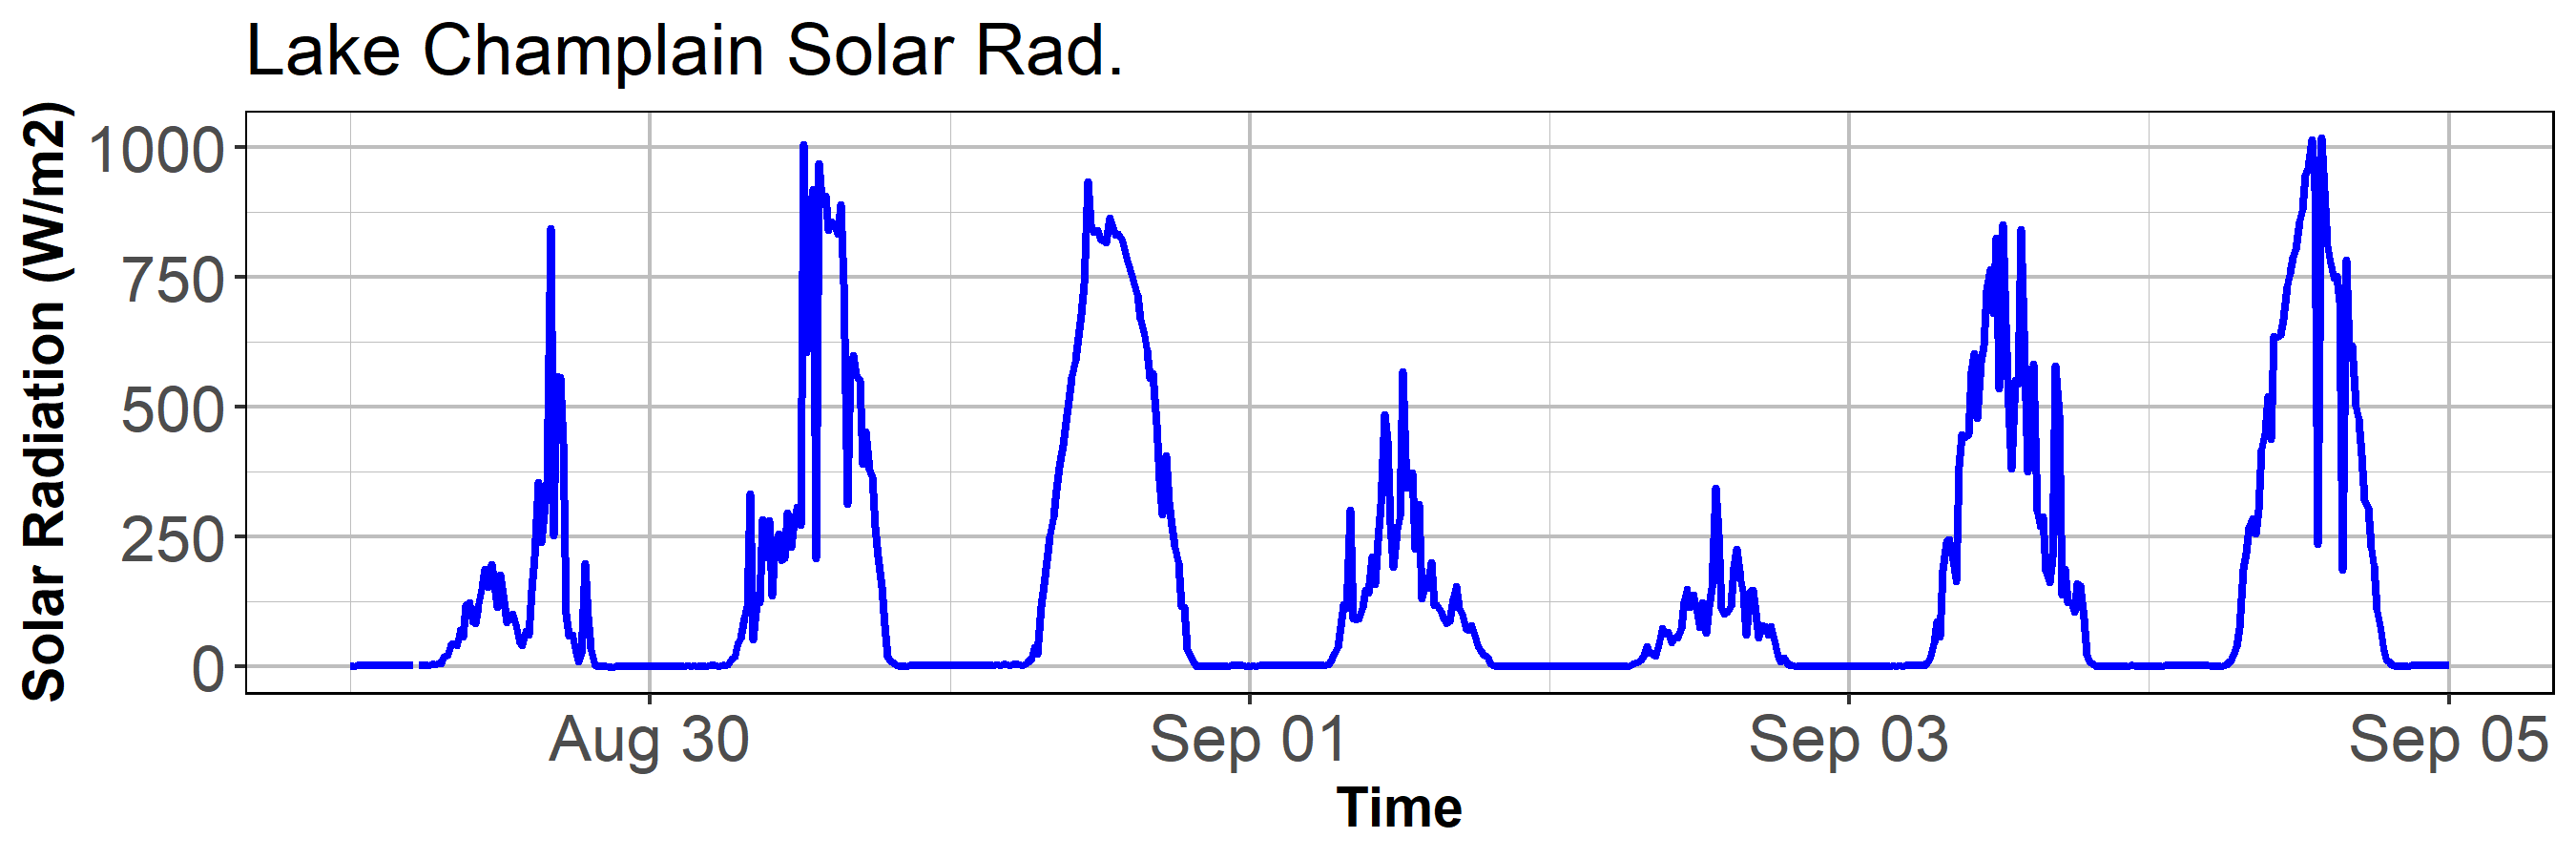 Lake Champlain Solar Rad.
Solar Radiation (W/m2)
1000
750
500
250
0
Aug 30 Sep 01 Sep 03 Sep 05
Time